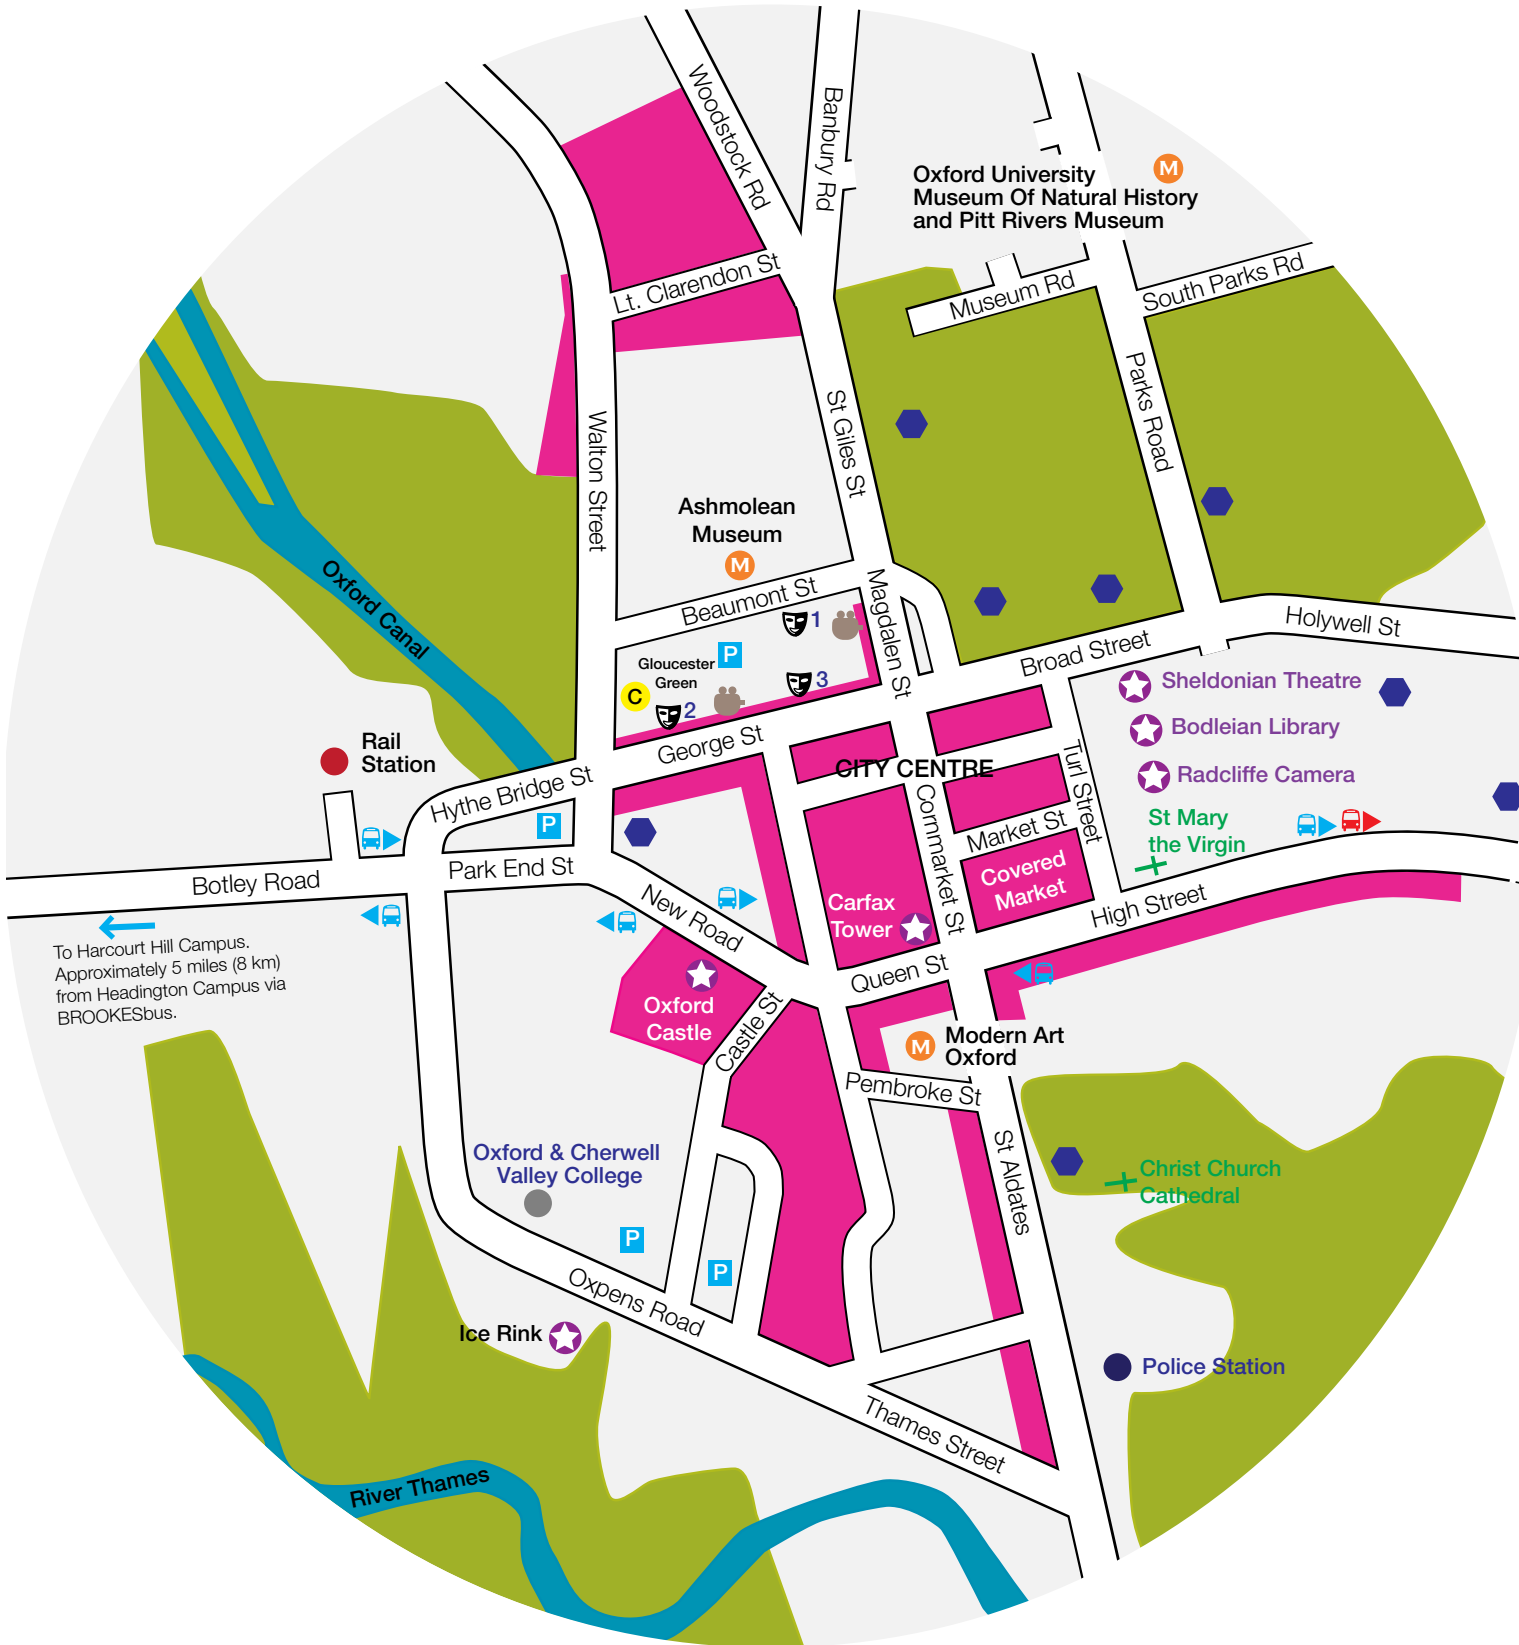 Woodstock Rd
Banbury Rd
Oxford University
Museum Of Natural History
and Pitt Rivers Museum
M
Lt. Clarendon St
Museum Rd
South Parks Rd
Parks Road
Walton Street
St Giles St
Ashmolean
Museum
M
Oxford Canal
Beaumont St
Magdalen St
Holywell St
Broad Street
1
P
Gloucester
Green
C
2
3
Sheldonian Theatre
Bodleian Library
Radcliffe Camera
George St
Rail
Station
Hythe Bridge St
P
CITY CENTRE
Turl Street
Cornmarket St
Market St
St Mary
the Virgin
Covered
Market
Botley Road
Park End St
New Road
Carfax
Tower
High Street
To Harcourt Hill Campus.
Approximately 5 miles (8 km)
from Headington Campus via
BROOKESbus.
Queen St
Oxford
Castle
Castle St
M
Modern Art
Oxford
Pembroke St
St Aldates
Oxford & Cherwell
Valley College
Christ Church
Cathedral
P
P
Oxpens Road
Ice Rink
Police Station
Thames Street
River Thames